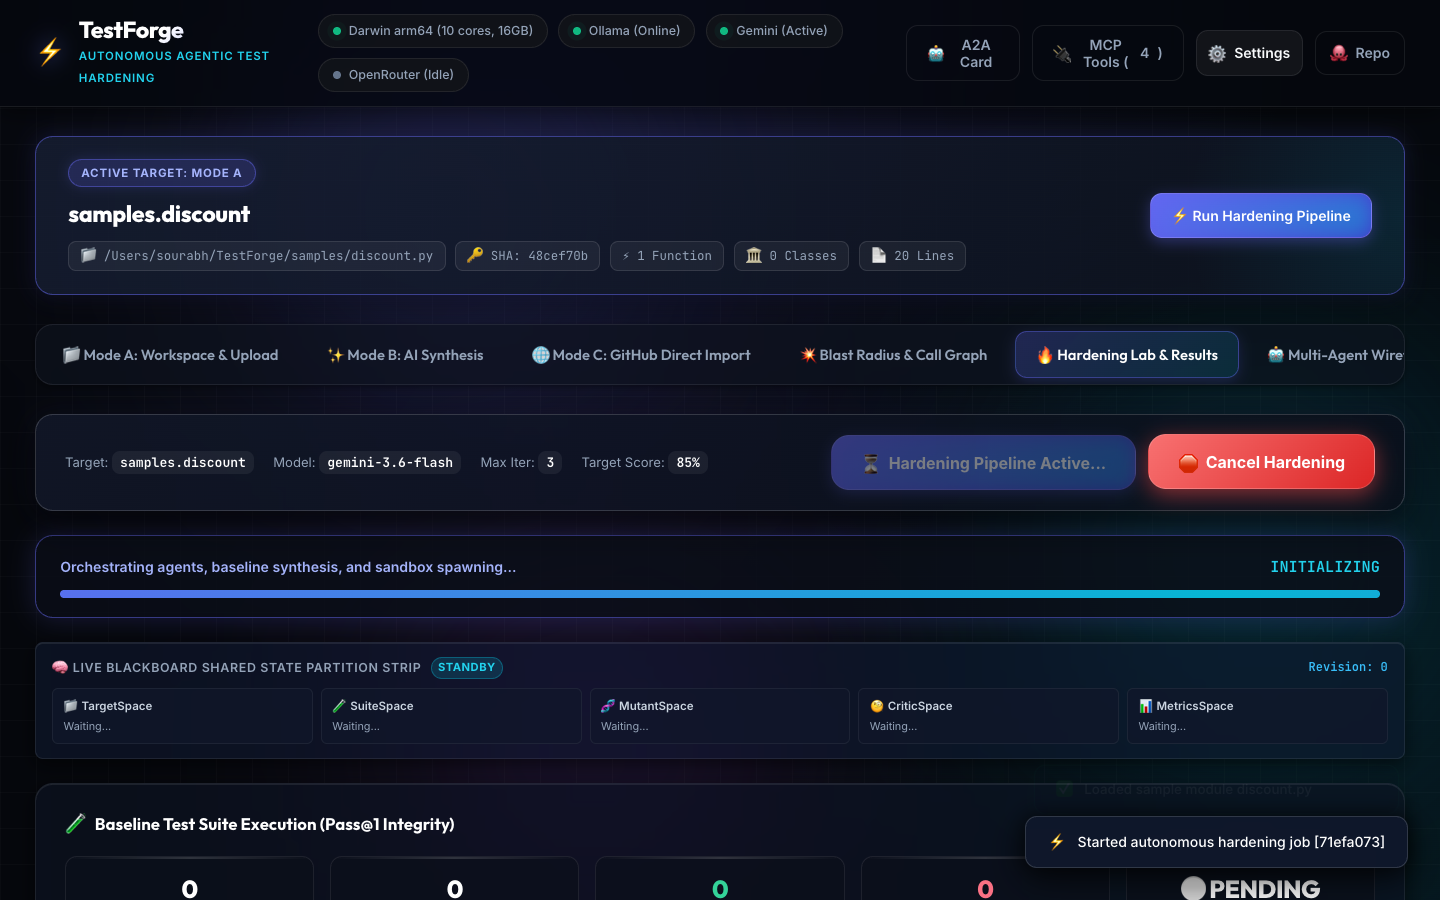 TestForge
AUTONOMOUS AGENTIC TEST
HARDENING
Darwin arm64 (10 cores, 16GB)
Ollama (Online)
Gemini (Active)
OpenRouter (Idle)
A2A
Card
MCP
Tools ( 4 )
Settings
Repo
ACTIVE TARGET: MODE A
samples.discount
/Users/sourabh/TestForge/samples/discount.py
SHA: 48cef70b
⚡ 1 Function
0 Classes
20 Lines
⚡ Run Hardening Pipeline
Mode A: Workspace & Upload
Mode B: AI Synthesis
Mode C: GitHub Direct Import
Blast Radius & Call Graph
Hardening Lab & Results
Multi-Agent Wire
Target: samples.discount
Model: gemini-3.6-flash
Max Iter: 3
Target Score: 85%
Hardening Pipeline Active...
Cancel Hardening
Orchestrating agents, baseline synthesis, and sandbox spawning...
INITIALIZING
LIVE BLACKBOARD SHARED STATE PARTITION STRIP
STANDBY
Revision: 0
TargetSpace
Waiting...
SuiteSpace
Waiting...
MutantSpace
Waiting...
CriticSpace
Waiting...
MetricsSpace
Waiting...
Loaded sample module discount.py
Baseline Test Suite Execution (Pass@1 Integrity)
Started autonomous hardening job [71efa073]
0
0
0
0
PENDING